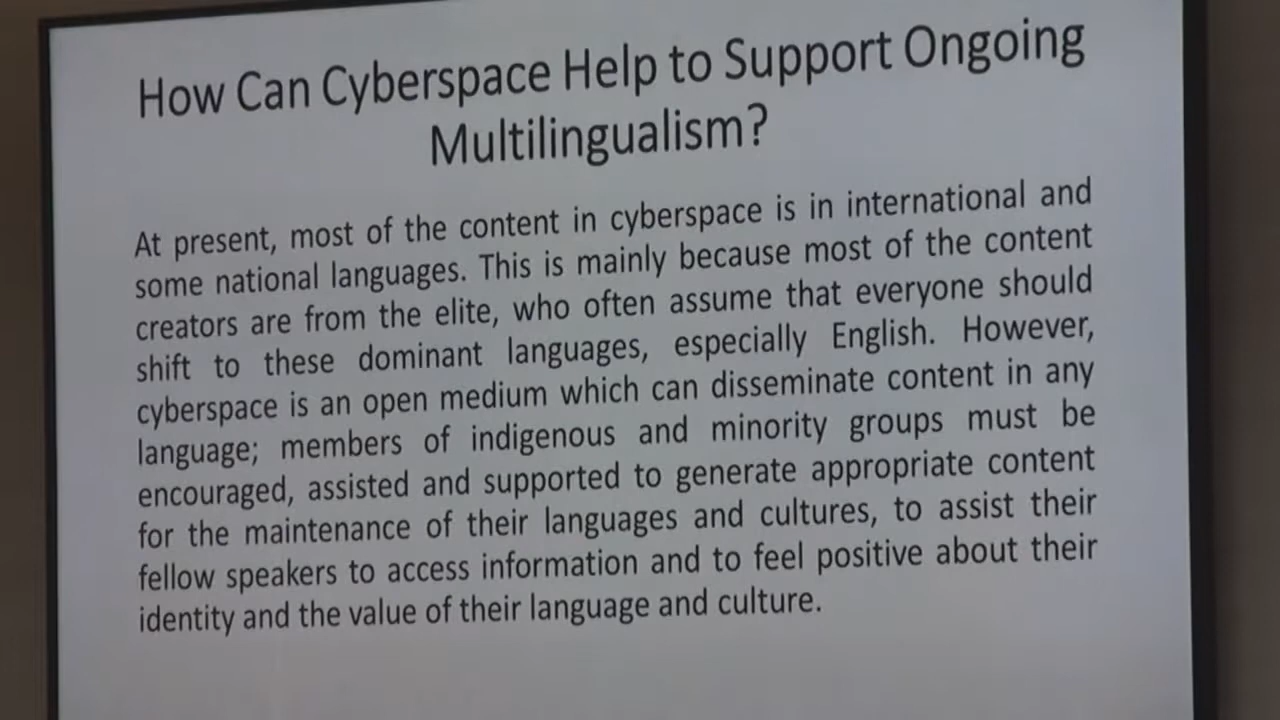 How Can Cyberspace Help to Support Ongoing
Multilingualism?
At present, most of the content in cyberspace is in international and
some national languages. This is mainly because most of the content
creators are from the elite, who often assume that everyone should
shift to these dominant languages, especially English. However,
cyberspace is an open medium which can disseminate content in any
language; members of indigenous and minority groups must be
encouraged, assisted and supported to generate appropriate content
for the maintenance of their languages and cultures, to assist their
fellow speakers to access information and to feel positive about their
identity and the value of their language and culture.